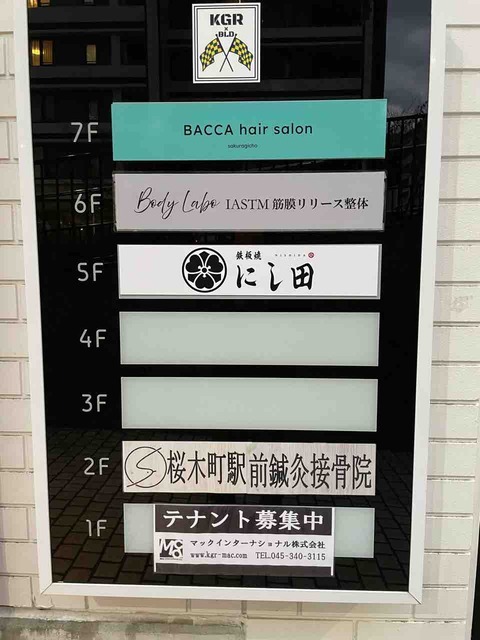 KGR
×
BLD
7F
BACCA hair salon
sakuragicho
6F
Body Labo IASTM 筋膜リリース整体
5F
鉄板焼 NISHIDA
にし田
4F
3F
2F
桜木町駅前鍼灸接骨院
1F
テナント募集中
マックインターナショナル株式会社
www.kgr-mac.com TEL.045-340-3115